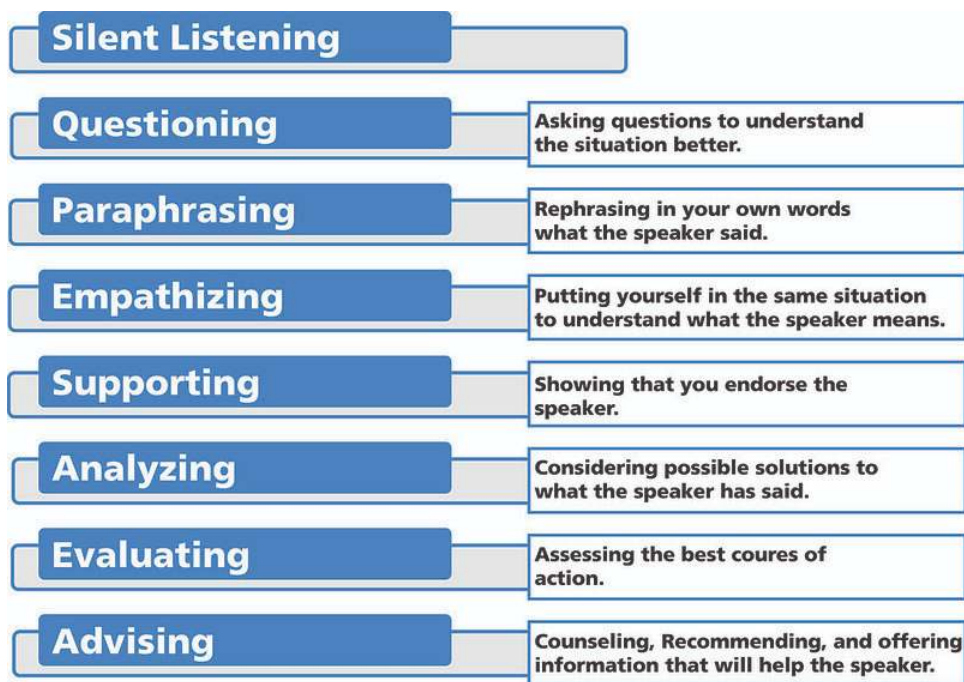 Silent Listening
Questioning
Asking questions to understand
the situation better.
Paraphrasing
Rephrasing in your own words
what the speaker said.
Empathizing
Putting yourself in the same situation
to understand what the speaker means.
Supporting
Showing that you endorse the
speaker.
Analyzing
Considering possible solutions to
what the speaker has said.
Evaluating
Assessing the best coures of
action.
Advising
Counseling, Recommending, and offering
information that will help the speaker.